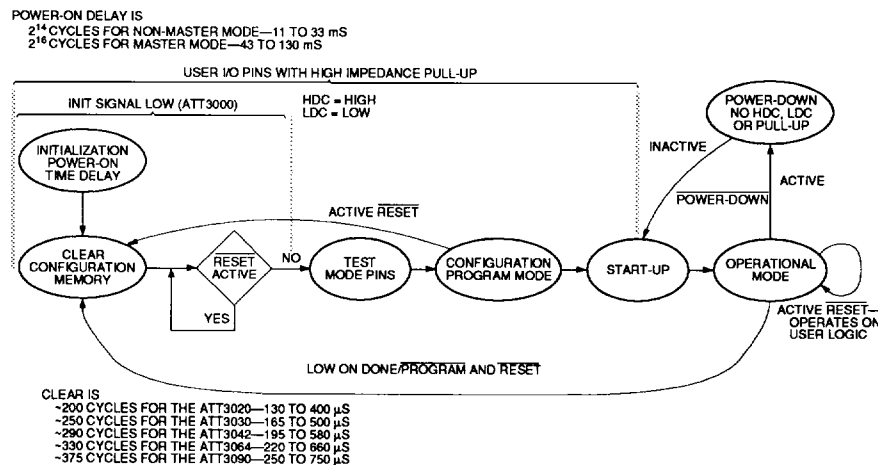 POWER-ON DELAY IS
2¹⁴ CYCLES FOR NON-MASTER MODE—11 TO 33 mS
2¹⁶ CYCLES FOR MASTER MODE—43 TO 130 mS
USER I/O PINS WITH HIGH IMPEDANCE PULL-UP
INIT SIGNAL LOW (ATT3000)
HDC = HIGH
LDC = LOW
POWER-DOWN
NO HDC, LDC
OR PULL-UP
INITIALIZATION
POWER-ON
TIME DELAY
INACTIVE
POWER-DOWN
ACTIVE
ACTIVE RESET
CLEAR
CONFIGURATION
MEMORY
RESET
ACTIVE
NO
YES
TEST
MODE PINS
CONFIGURATION
PROGRAM MODE
START-UP
OPERATIONAL
MODE
ACTIVE RESET—
OPERATES ON
USER LOGIC
LOW ON DONE/PROGRAM AND RESET
CLEAR IS
~200 CYCLES FOR THE ATT3020—130 TO 400 µS
~250 CYCLES FOR THE ATT3030—165 TO 500 µS
~290 CYCLES FOR THE ATT3042—195 TO 580 µS
~330 CYCLES FOR THE ATT3064—220 TO 660 µS
~375 CYCLES FOR THE ATT3090—250 TO 750 µS